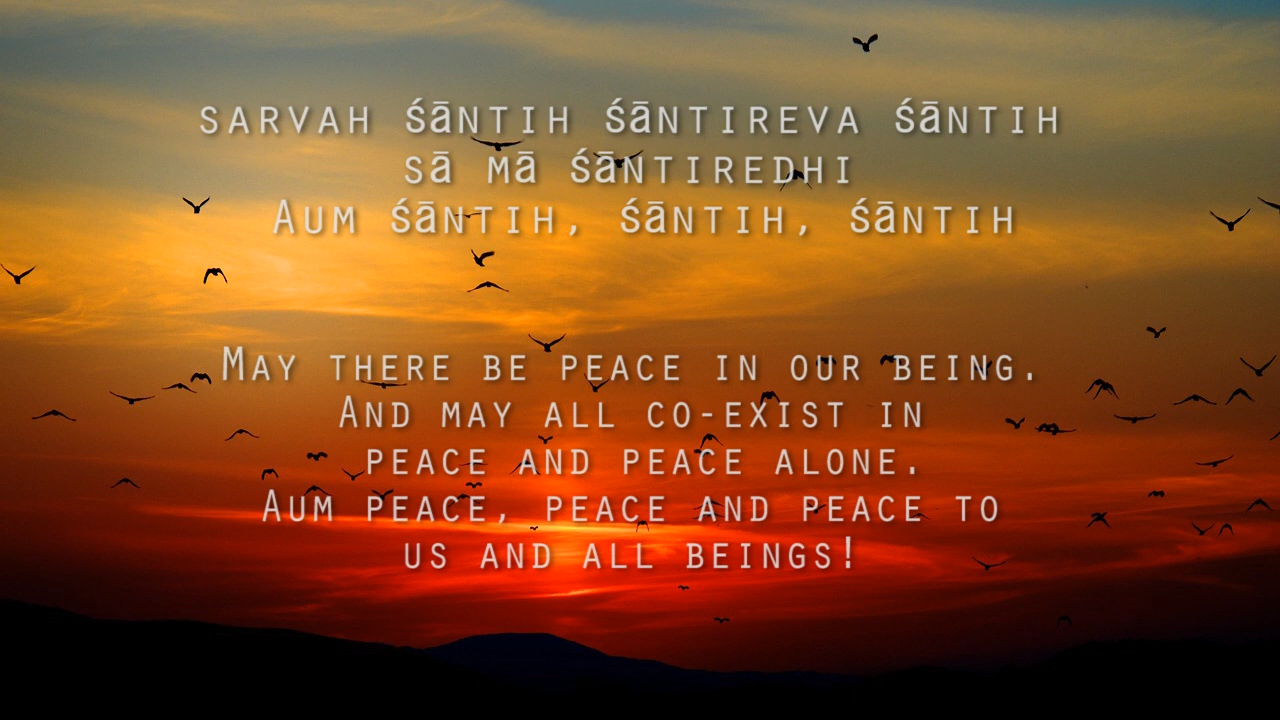 sarvah śāntih śāntireva śāntih
sā mā śāntiredhi
Aum śāntih, śāntih, śāntih
May there be peace in our being.
And may all co-exist in
peace and peace alone.
Aum peace, peace and peace to
us and all beings!